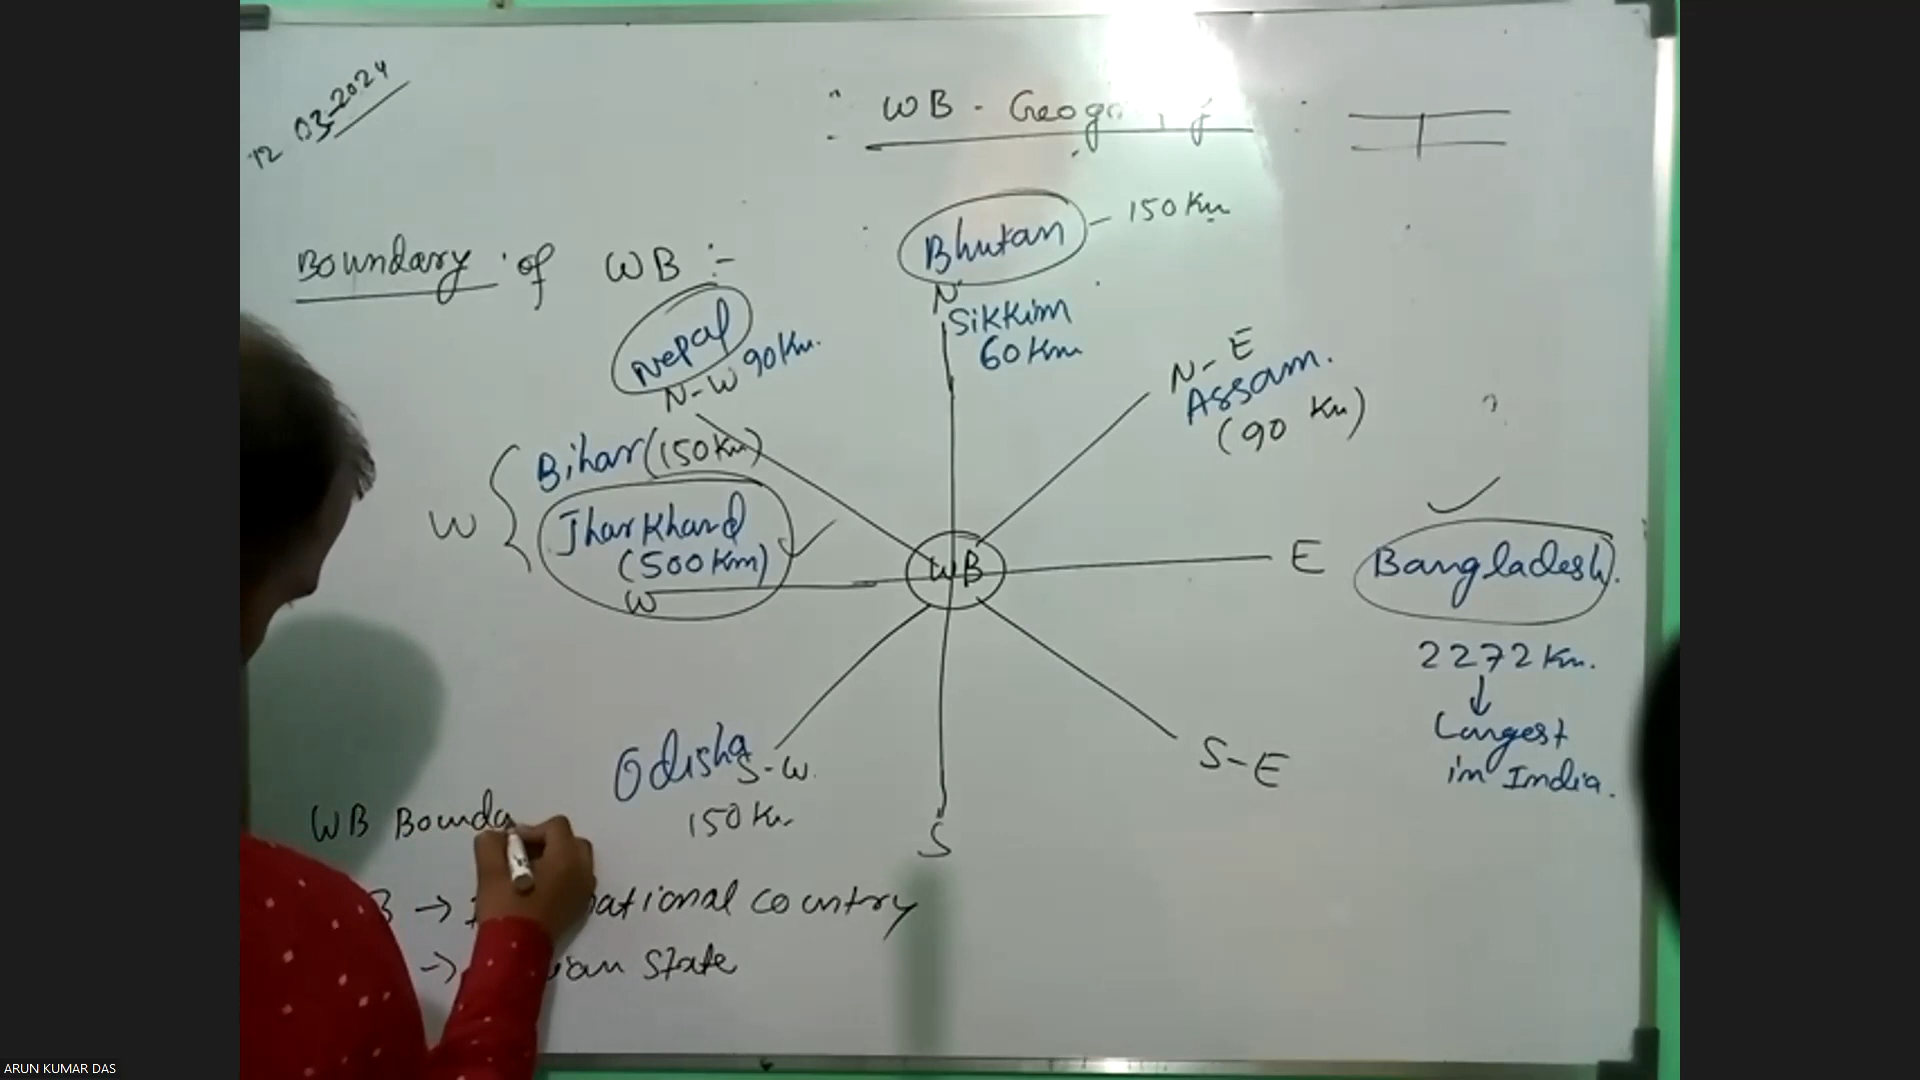 12 03-2024
WB - Geog
Boundary of WB :-
Bhutan - 150 Km
N
Sikkim
60 Km
Nepal
N-W 90 Km.
N-E
Assam.
(90 Km)
W
Bihar (150 Km)
Jharkhand
(500 Km)
W
WB
E
Bangladesh.
2272 Km.
↓
Largest
in India.
Odisha
S-W.
150 Km
S
S-E
WB Bounda
→ national country
→ State
ARUN KUMAR DAS